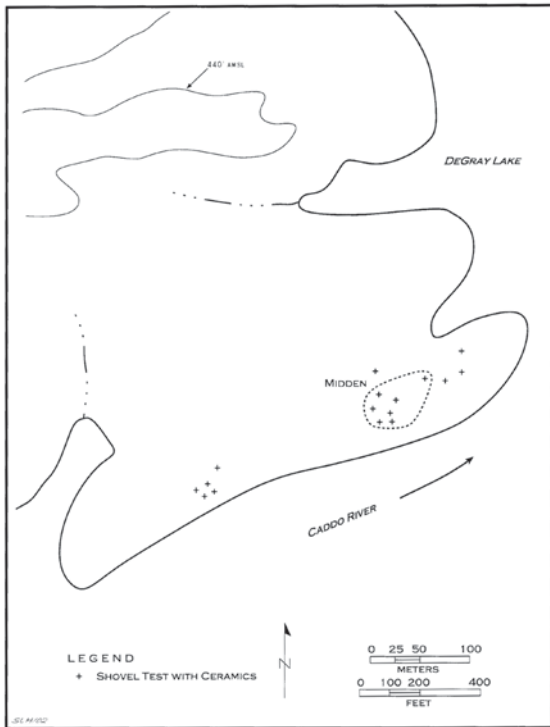 440' AMSL
DEGRAY LAKE
MIDDEN
CADDO RIVER
N
LEGEND
+ SHOVEL TEST WITH CERAMICS
0 25 50 100
METERS
0 100 200 400
FEET